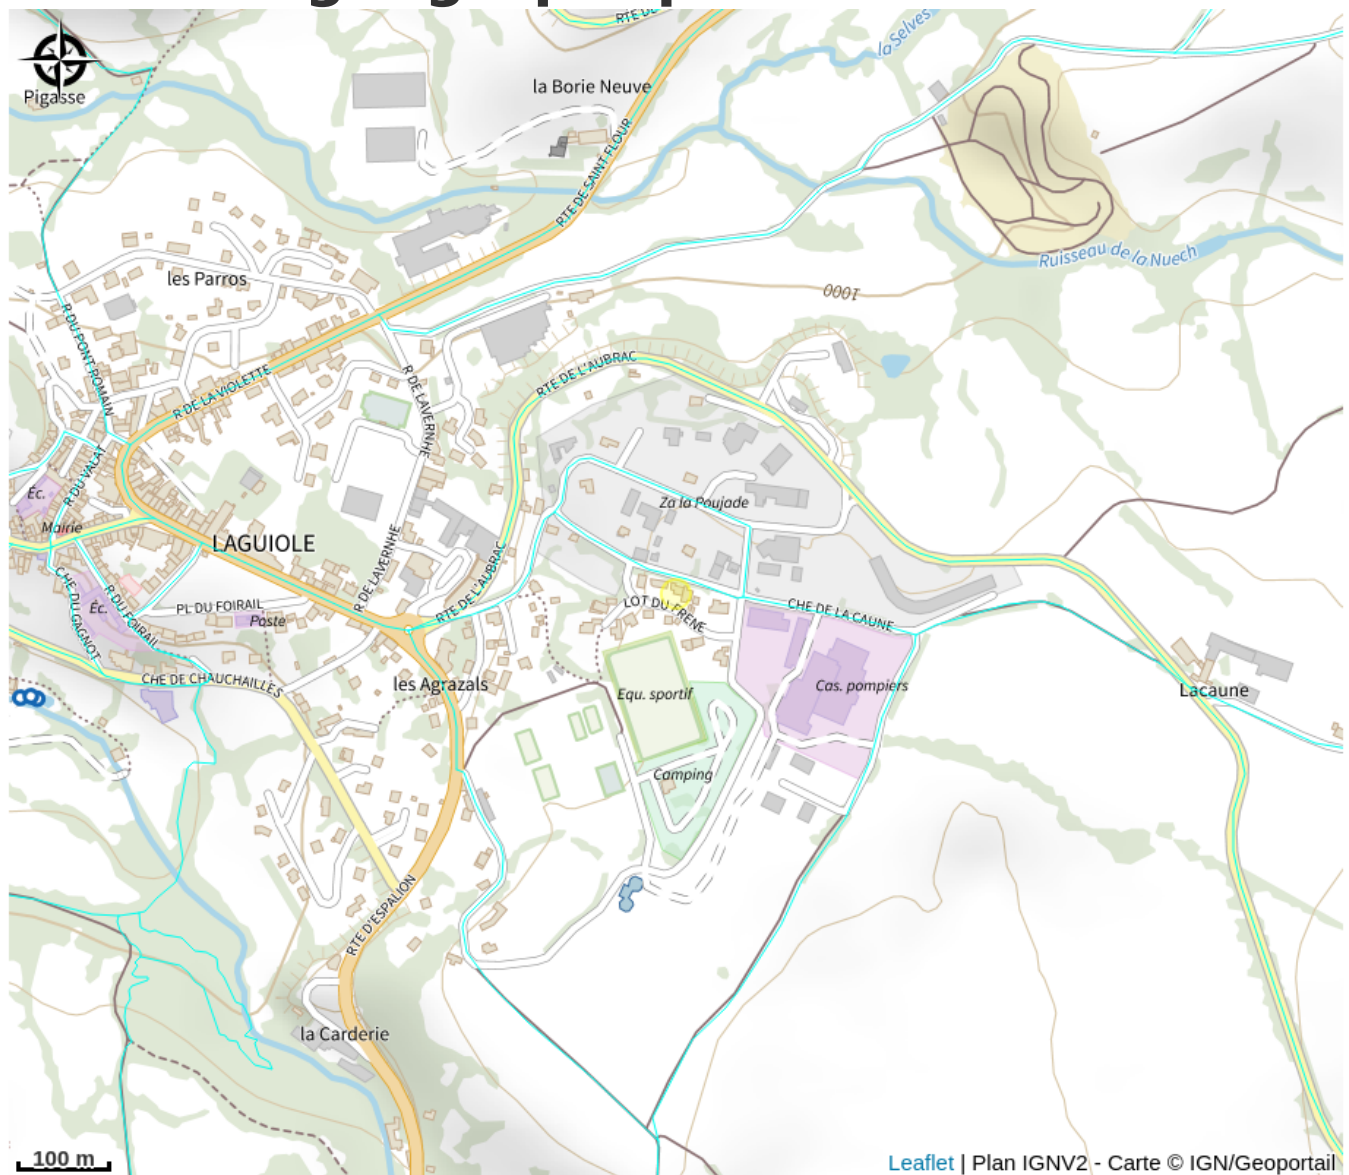 RTE DE
la Selves
Pigasse
la Borie Neuve
RTE DE SAINT FLOUR
Ruisseau de la Nuech
les Parros
1000
R DU PONT ROMAIN
RTE DE L'AUBRAC
R DE LA VIOLETTE
R DE LAVERNHE
R DU VALAT
Éc.
Za la Poujade
Mairie
LAGUIOLE
R DE LAVERNHE
RTE DE L'AUBRAC
CHE DU GAGNOT
Éc.
R DU FOIRAIL
PL DU FOIRAIL
Poste
LOT DU FRENE
CHE DE LA CAUNE
CHE DE CHAUCHAILLES
les Agrazals
Equ. sportif
Cas. pompiers
Lacaune
Camping
RTE D'ESPALION
la Carderie
100 m
Leaflet | Plan IGNV2 - Carte © IGN/Geoportail